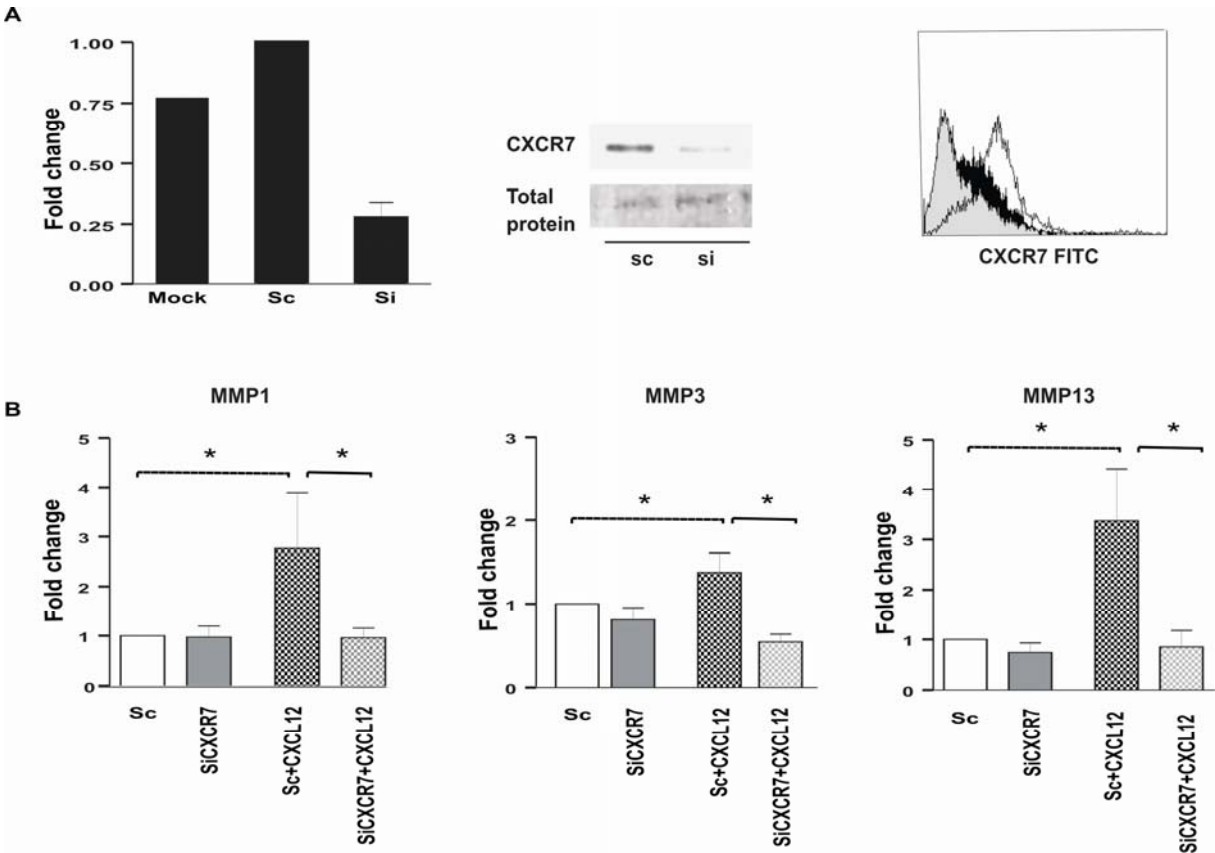 A
1.00
0.75
0.50
0.25
0.00
Fold change
Mock Sc Si
CXCR7
Total
protein
sc si
CXCR7 FITC
B
MMP1
5
4
3
2
1
0
Fold change
*
*
Sc
SiCXCR7
Sc+CXCL12
SiCXCR7+CXCL12
MMP3
3
2
1
0
Fold change
*
*
Sc
SiCXCR7
Sc+CXCL12
SiCXCR7+CXCL12
MMP13
5
4
3
2
1
0
Fold change
*
*
Sc
SiCXCR7
Sc+CXCL12
SiCXCR7+CXCL12